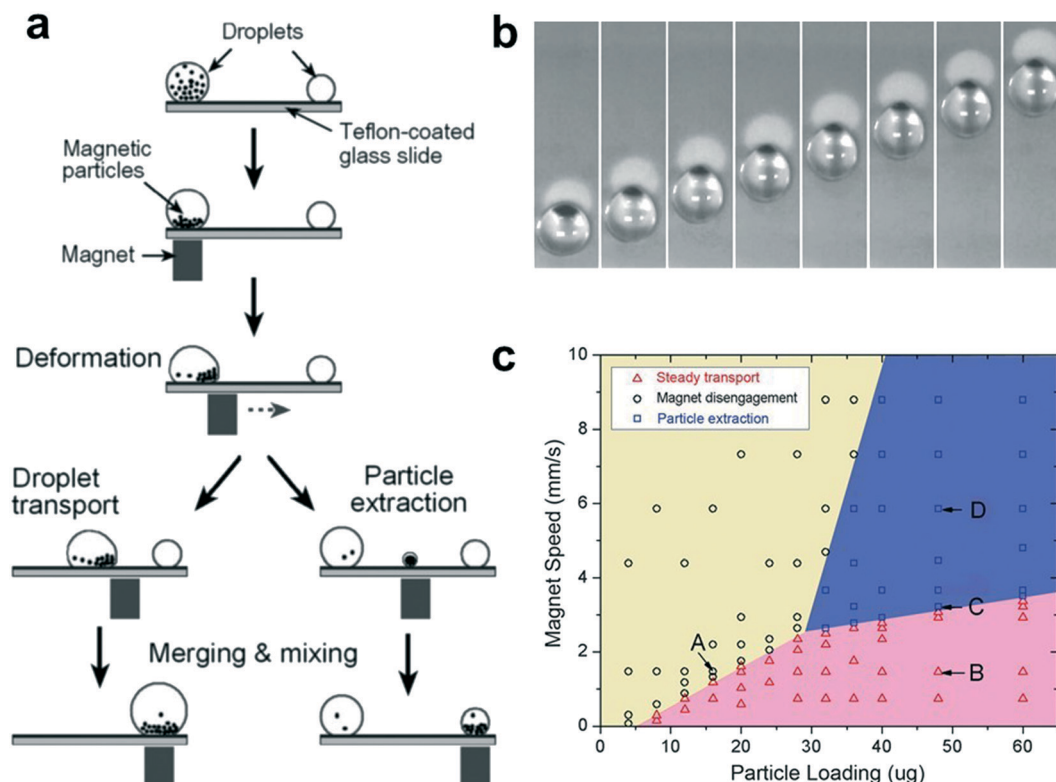 a
Droplets
Teflon-coated
glass slide
Magnetic
particles
Magnet
Deformation
Droplet
transport
Particle
extraction
Merging & mixing
b
c
10
8
6
4
2
0
Magnet Speed (mm/s)
Steady transport
Magnet disengagement
Particle extraction
A
D
C
B
0
10
20
30
40
50
60
Particle Loading (ug)